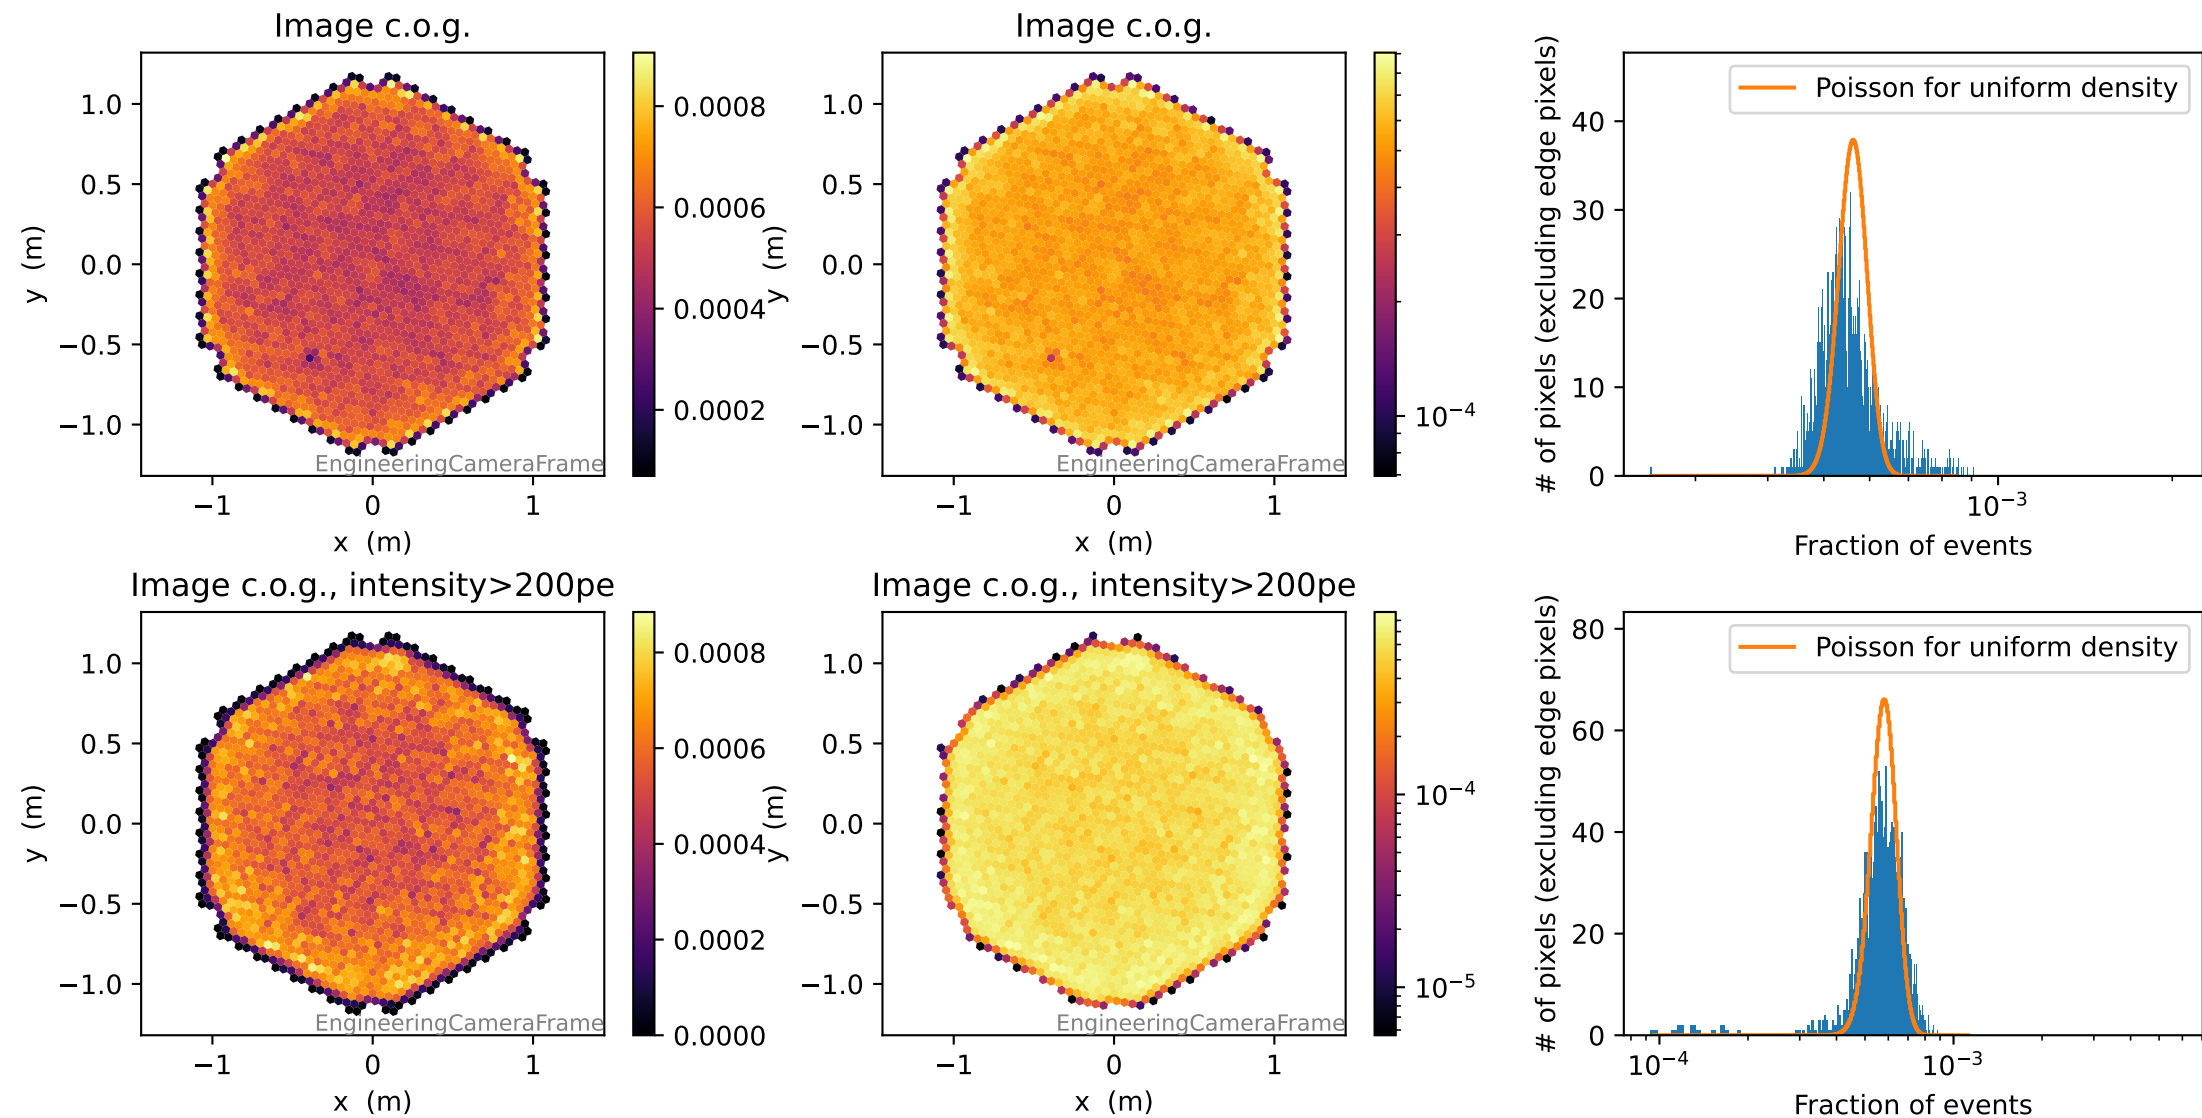 Image c.o.g.
1.0
0.5
0.0
−0.5
−1.0
y (m)
−1
0
1
x (m)
EngineeringCameraFrame
0.0008
0.0006
0.0004
0.0002
Image c.o.g.
1.0
0.5
0.0
−0.5
−1.0
y (m)
−1
0
1
x (m)
EngineeringCameraFrame
10⁻⁴
# of pixels (excluding edge pixels)
40
30
20
10
0
Poisson for uniform density
10⁻³
Fraction of events
Image c.o.g., intensity>200pe
1.0
0.5
0.0
−0.5
−1.0
y (m)
−1
0
1
x (m)
EngineeringCameraFrame
0.0008
0.0006
0.0004
0.0002
0.0000
Image c.o.g., intensity>200pe
1.0
0.5
0.0
−0.5
−1.0
y (m)
−1
0
1
x (m)
EngineeringCameraFrame
10⁻⁴
10⁻⁵
# of pixels (excluding edge pixels)
80
60
40
20
0
Poisson for uniform density
10⁻⁴
10⁻³
Fraction of events